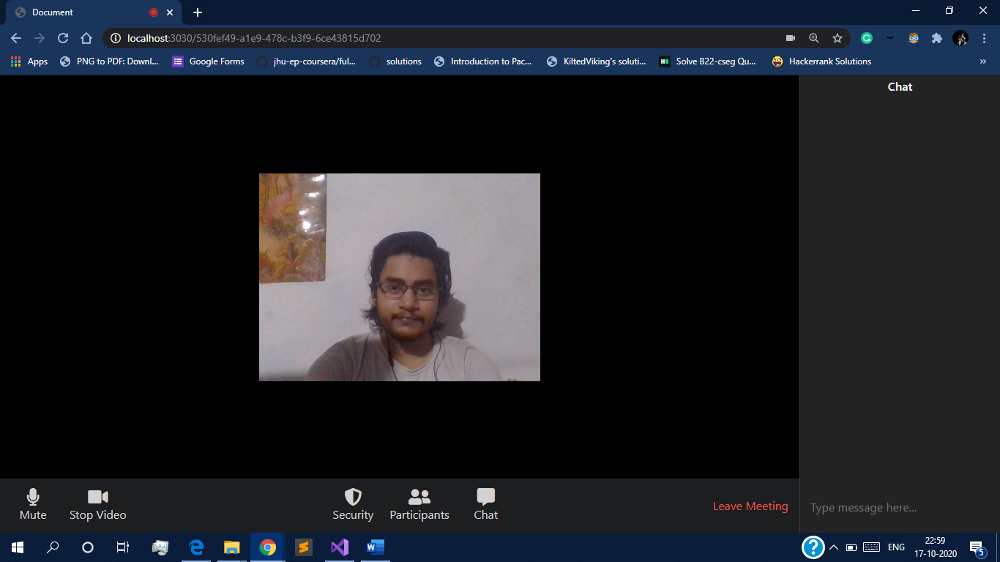 Document
localhost:3030/530fef49-a1e9-478c-b3f9-6ce43815d702
Apps PNG to PDF: Downl... Google Forms jhu-ep-coursera/ful... solutions Introduction to Pac... KiltedViking's soluti... Solve B22-cseg Qu... Hackerrank Solutions »
Chat
Mute Stop Video Security Participants Chat Leave Meeting
Type message here...
ENG 22:59
17-10-2020 5